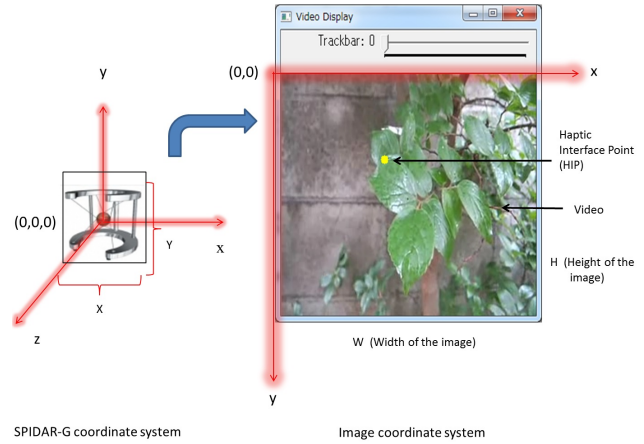 Video Display
Trackbar: 0
y
(0,0)
x
Haptic
Interface Point
(HIP)
(0,0,0)
Y
x
Video
X
H (Height of the
image)
z
W (Width of the image)
y
SPIDAR-G coordinate system
Image coordinate system